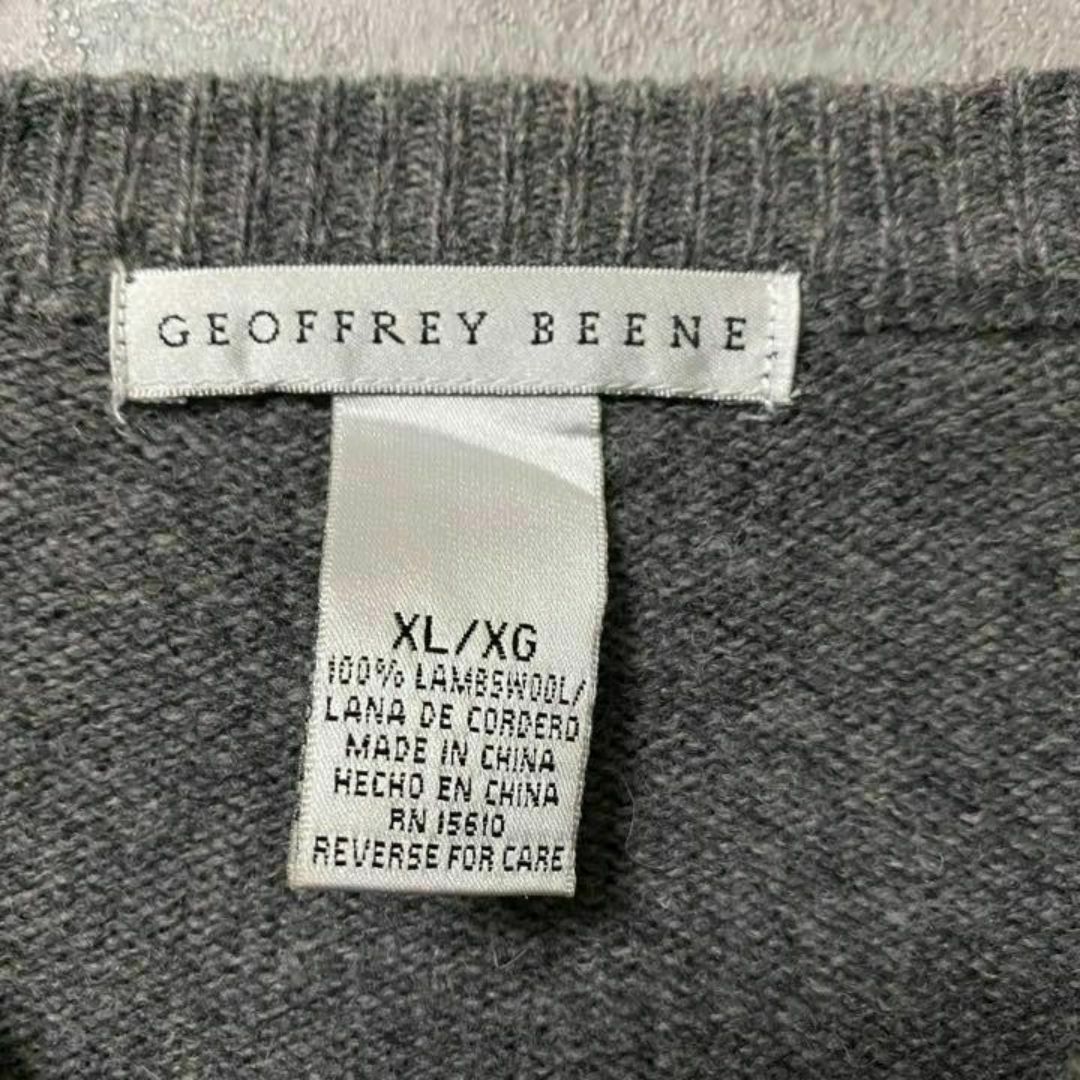 GEOFFREY BEENE
XL/XG
100% LAMBSWOOL/
LANA DE CORDERO
MADE IN CHINA
HECHO EN CHINA
RN 15610
REVERSE FOR CARE